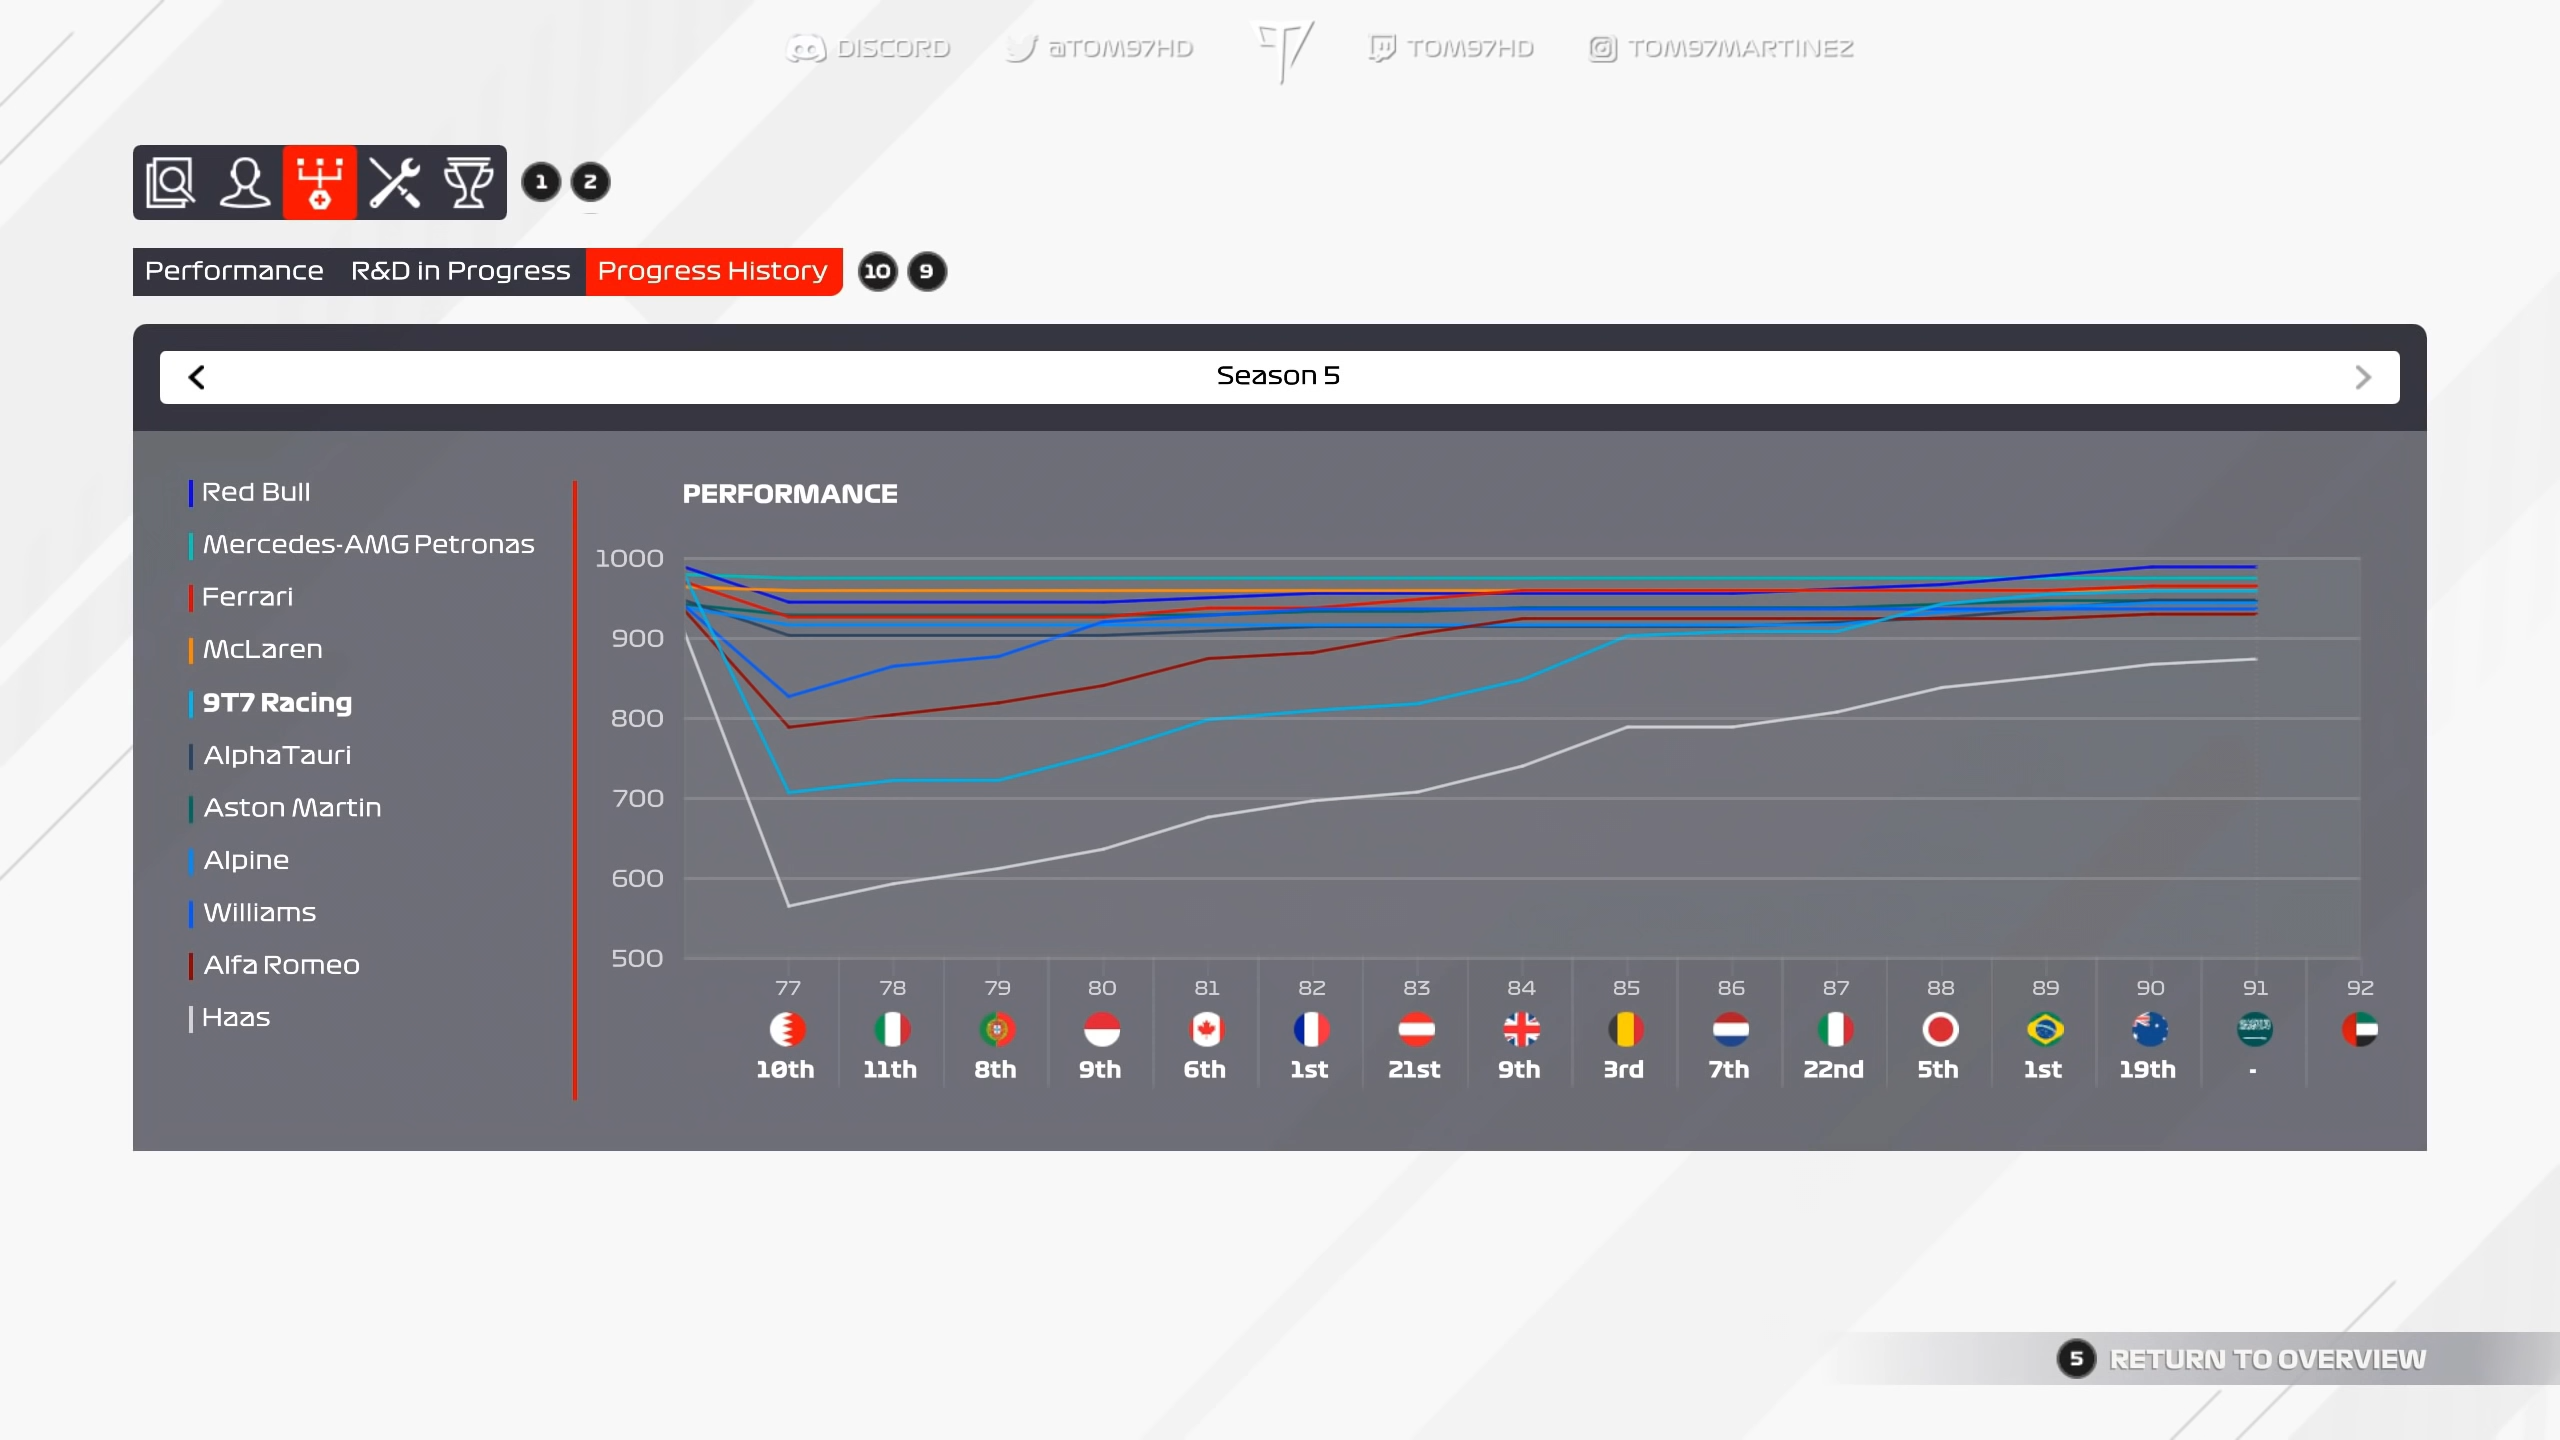 DISCORD @TOM97HD TOM97HD TOM97MARTINEZ
1 2
Performance R&D in Progress Progress History 10 9
Season 5
Red Bull
Mercedes-AMG Petronas
Ferrari
McLaren
9T7 Racing
AlphaTauri
Aston Martin
Alpine
Williams
Alfa Romeo
Haas
PERFORMANCE
1000
900
800
700
600
500
77 78 79 80 81 82 83 84 85 86 87 88 89 90 91 92
10th 11th 8th 9th 6th 1st 21st 9th 3rd 7th 22nd 5th 1st 19th -
5 RETURN TO OVERVIEW